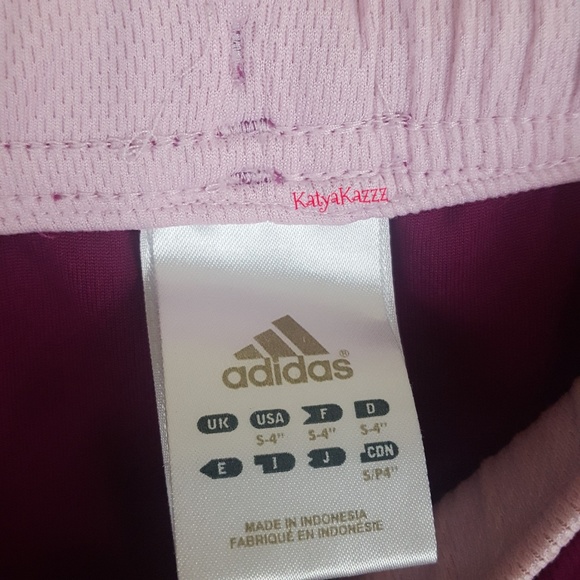 KatyaKazzz
adidas®
UK USA F D
S-4" S-4" S-4"
E I J CDN
S/P4"
MADE IN INDONESIA
FABRIQUÉ EN INDONÉSIE